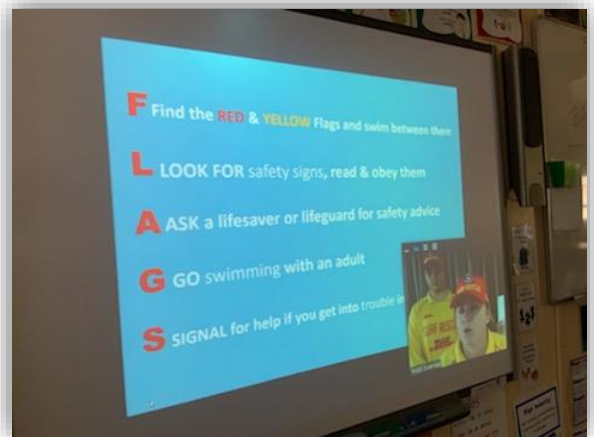 F Find the RED & YELLOW Flags and swim between them
L LOOK FOR safety signs, read & obey them
A ASK a lifesaver or lifeguard for safety advice
G GO swimming with an adult
S SIGNAL for help if you get into trouble in